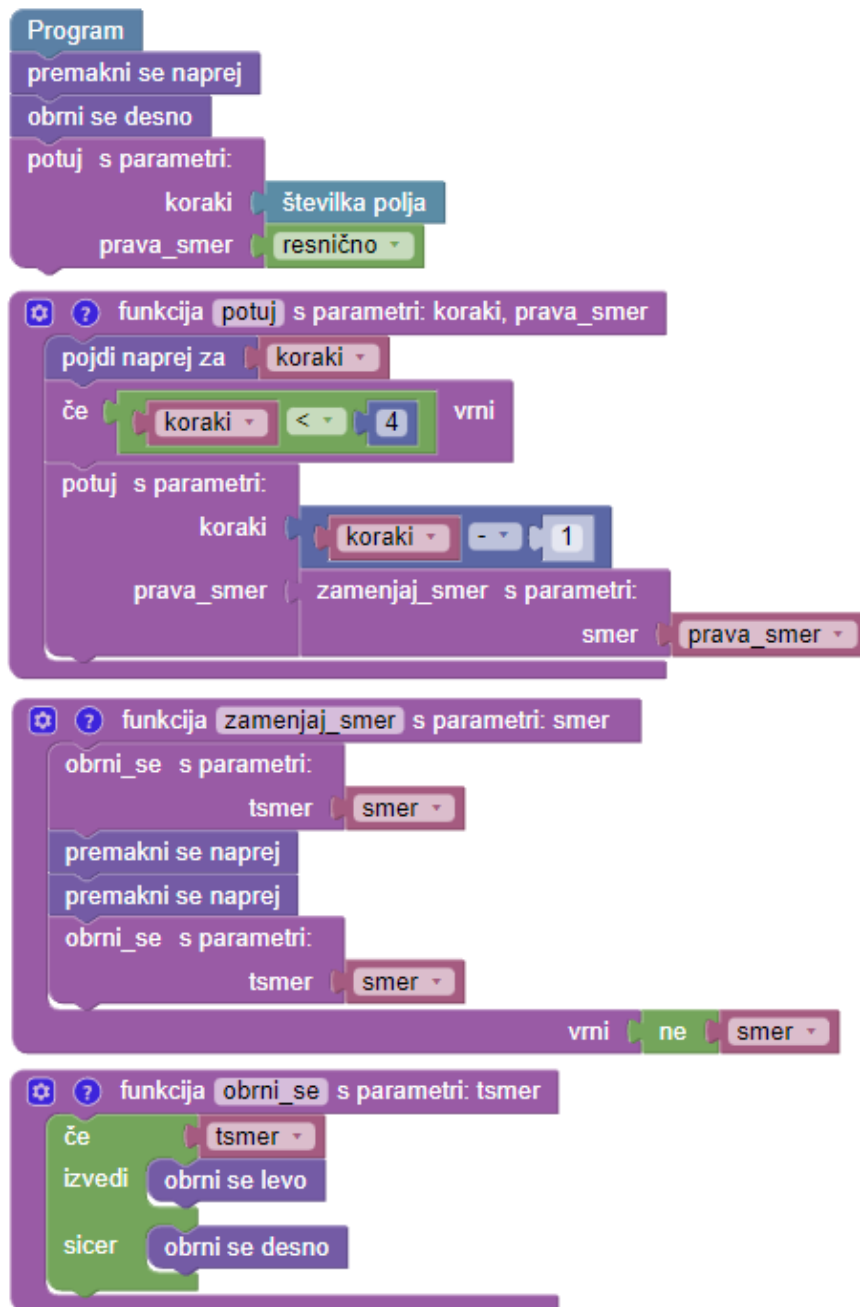 Program
premakni se naprej
obrni se desno
potuj s parametri:
koraki številka polja
prava_smer resnično
? funkcija potuj s parametri: koraki, prava_smer
pojdi naprej za koraki
če koraki < 4 vrni
potuj s parametri:
koraki koraki - 1
prava_smer zamenjaj_smer s parametri:
smer prava_smer
? funkcija zamenjaj_smer s parametri: smer
obrni_se s parametri:
tsmer smer
premakni se naprej
premakni se naprej
obrni_se s parametri:
tsmer smer
vrni ne smer
? funkcija obrni_se s parametri: tsmer
če tsmer
izvedi obrni se levo
sicer obrni se desno